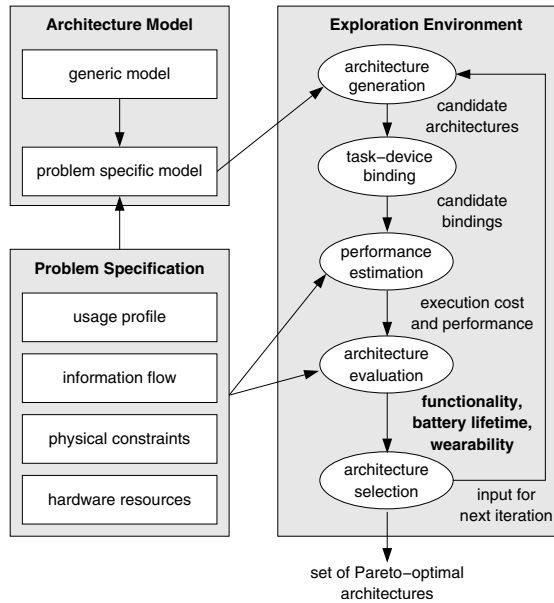 Architecture Model
generic model
problem specific model
Problem Specification
usage profile
information flow
physical constraints
hardware resources
Exploration Environment
architecture
generation
candidate
architectures
task−device
binding
candidate
bindings
performance
estimation
execution cost
and performance
architecture
evaluation
functionality,
battery lifetime,
wearability
architecture
selection
input for
next iteration
set of Pareto−optimal
architectures